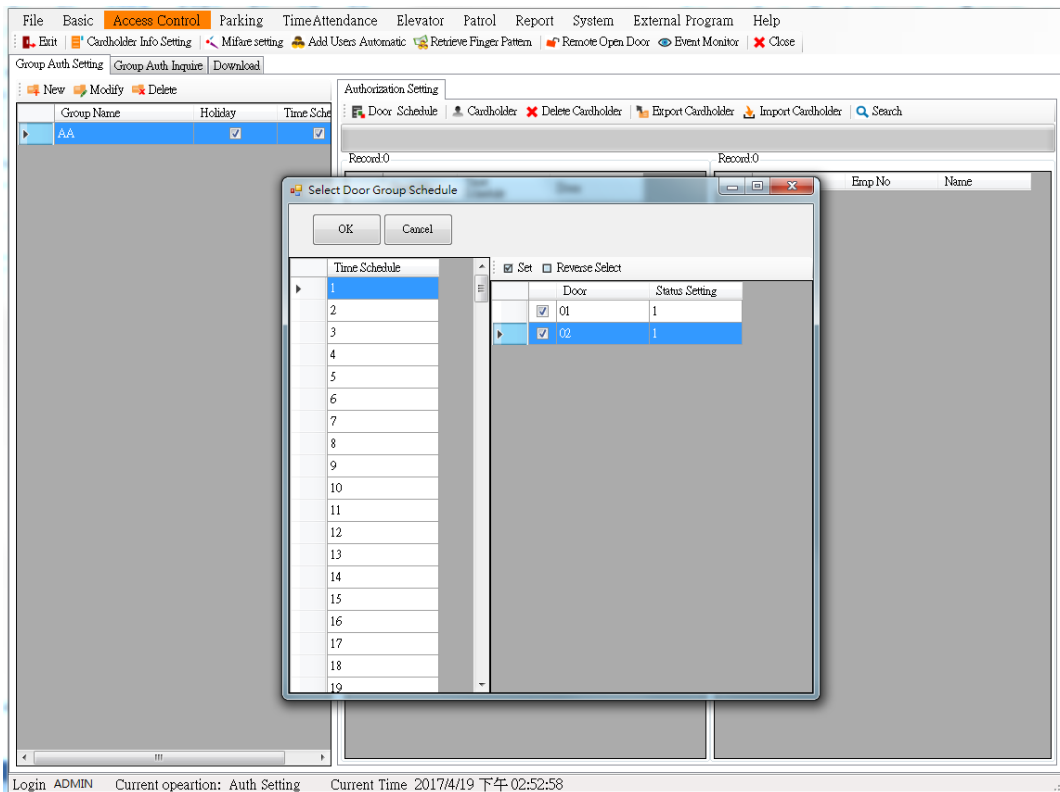 File Basic Access Control Parking TimeAttendance Elevator Patrol Report System External Program Help
Exit Cardholder Info Setting Mifare setting Add Users Automatic Retrieve Finger Pattern Remote Open Door Event Monitor Close
Group Auth Setting Group Auth Inquire Download
New Modify Delete
Authorization Setting
Group Name Holiday Time Sche
Door Schedule Cardholder Delete Cardholder Export Cardholder Import Cardholder Search
AA
Record:0 Record:0
Emp No Name
Select Door Group Schedule
OK Cancel
Time Schedule
Set Reverse Select
Door Status Setting
1
01 1
2
02 1
3
4
5
6
7
8
9
10
11
12
13
14
15
16
17
18
19
Login ADMIN Current opeartion: Auth Setting Current Time 2017/4/19 下午 02:52:58